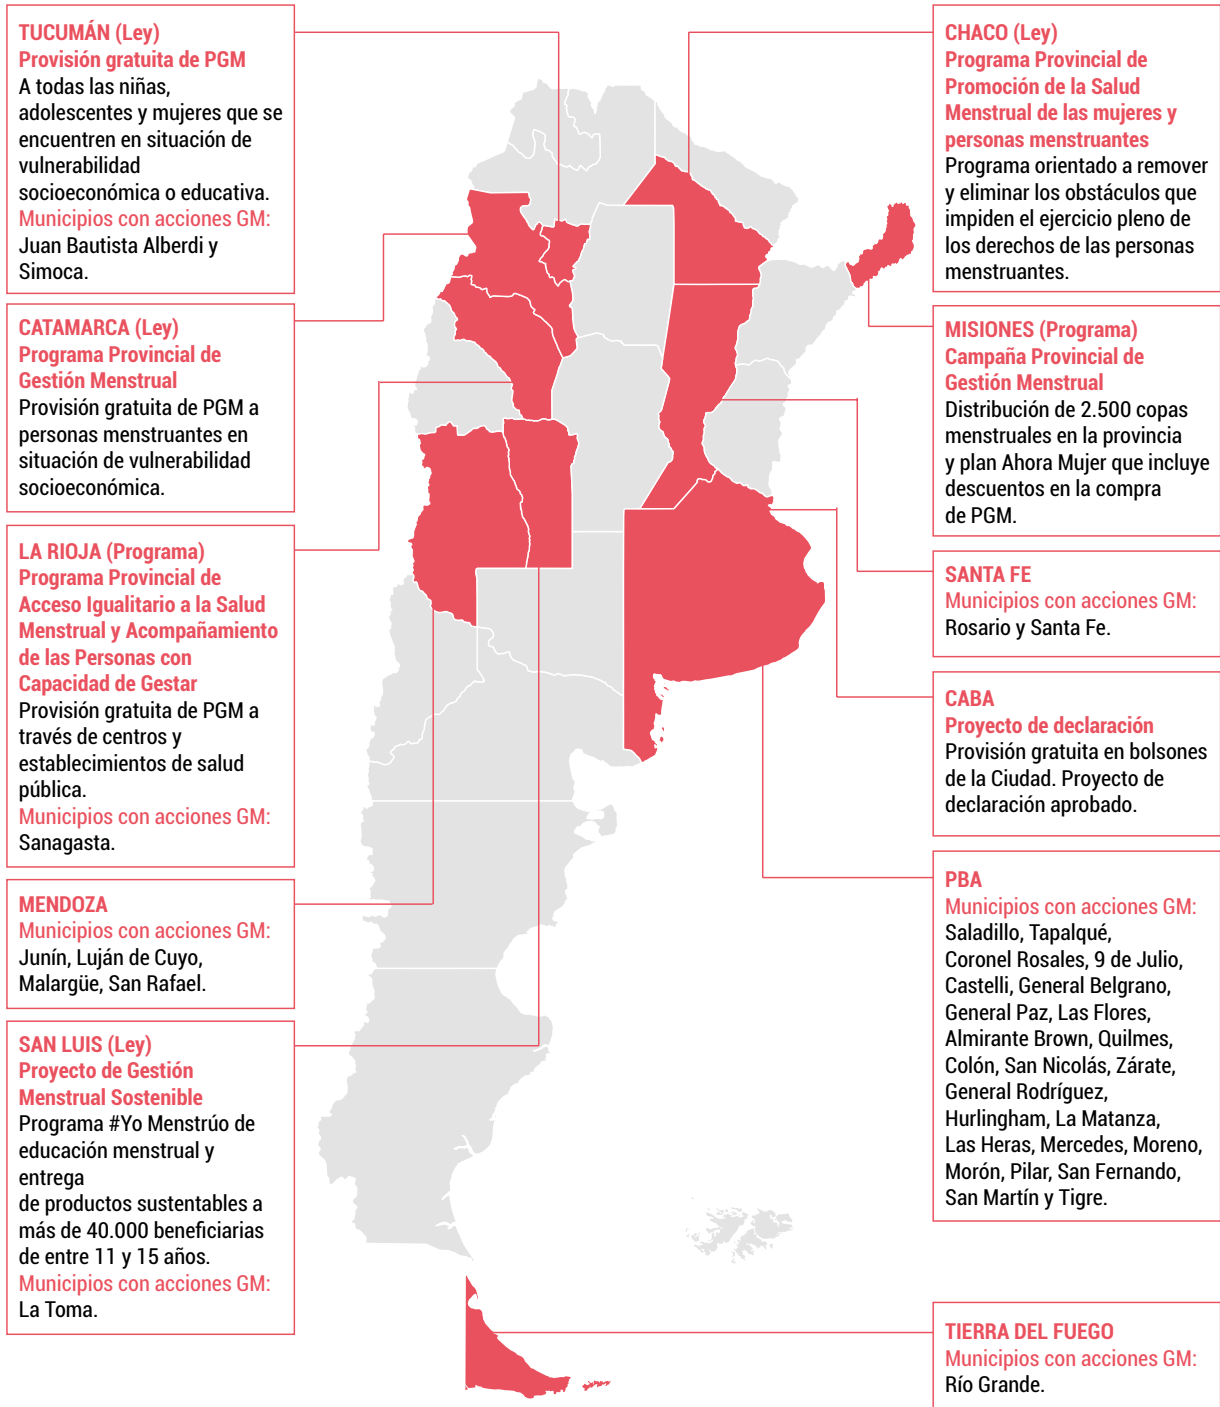 TUCUMÁN (Ley)
Provisión gratuita de PGM
A todas las niñas,
adolescentes y mujeres que se
encuentren en situación de
vulnerabilidad
socioeconómica o educativa.
Municipios con acciones GM:
Juan Bautista Alberdi y
Simoca.
CATAMARCA (Ley)
Programa Provincial de
Gestión Menstrual
Provisión gratuita de PGM a
personas menstruantes en
situación de vulnerabilidad
socioeconómica.
LA RIOJA (Programa)
Programa Provincial de
Acceso Igualitario a la Salud
Menstrual y Acompañamiento
de las Personas con
Capacidad de Gestar
Provisión gratuita de PGM a
través de centros y
establecimientos de salud
pública.
Municipios con acciones GM:
Sanagasta.
MENDOZA
Municipios con acciones GM:
Junín, Luján de Cuyo,
Malargüe, San Rafael.
SAN LUIS (Ley)
Proyecto de Gestión
Menstrual Sostenible
Programa #Yo Menstrúo de
educación menstrual y
entrega
de productos sustentables a
más de 40.000 beneficiarias
de entre 11 y 15 años.
Municipios con acciones GM:
La Toma.
CHACO (Ley)
Programa Provincial de
Promoción de la Salud
Menstrual de las mujeres y
personas menstruantes
Programa orientado a remover
y eliminar los obstáculos que
impiden el ejercicio pleno de
los derechos de las personas
menstruantes.
MISIONES (Programa)
Campaña Provincial de
Gestión Menstrual
Distribución de 2.500 copas
menstruales en la provincia
y plan Ahora Mujer que incluye
descuentos en la compra
de PGM.
SANTA FE
Municipios con acciones GM:
Rosario y Santa Fe.
CABA
Proyecto de declaración
Provisión gratuita en bolsones
de la Ciudad. Proyecto de
declaración aprobado.
PBA
Municipios con acciones GM:
Saladillo, Tapalqué,
Coronel Rosales, 9 de Julio,
Castelli, General Belgrano,
General Paz, Las Flores,
Almirante Brown, Quilmes,
Colón, San Nicolás, Zárate,
General Rodríguez,
Hurlingham, La Matanza,
Las Heras, Mercedes, Moreno,
Morón, Pilar, San Fernando,
San Martín y Tigre.
TIERRA DEL FUEGO
Municipios con acciones GM:
Río Grande.